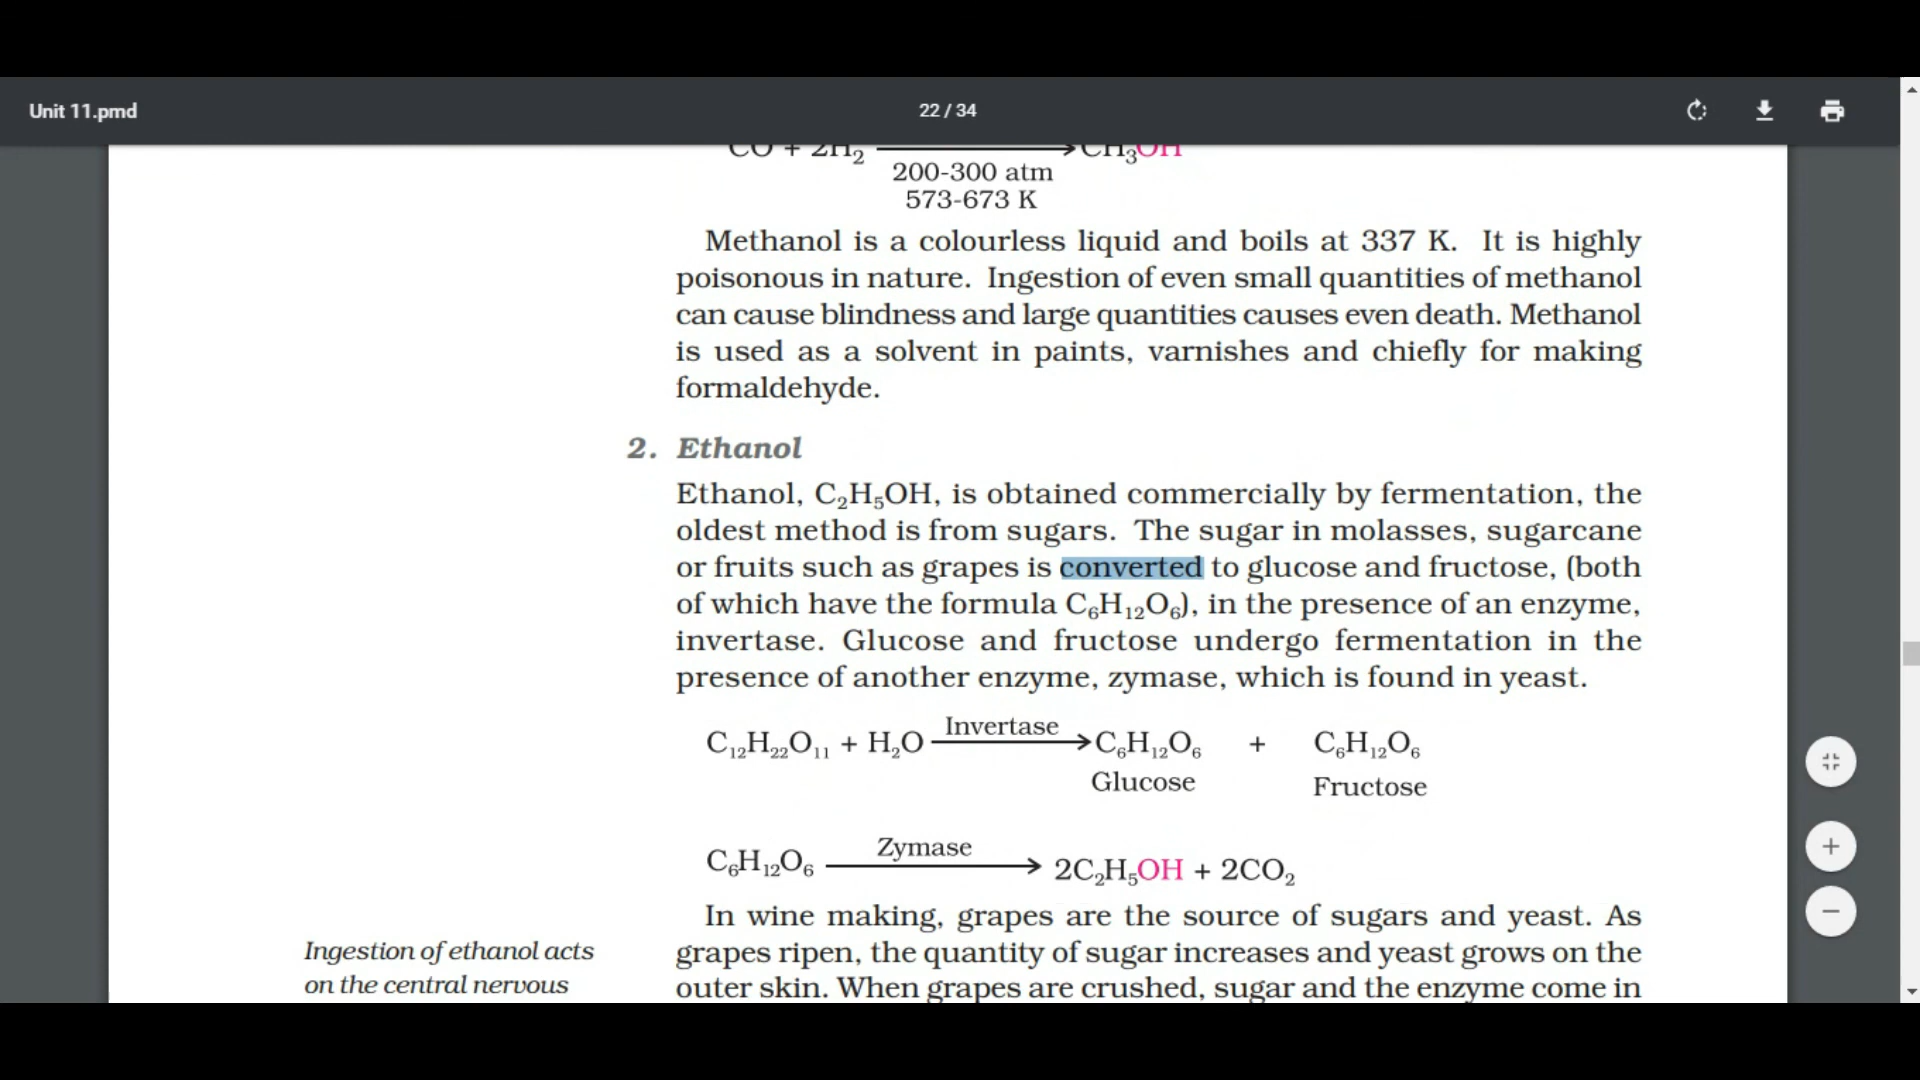 Unit 11.pmd
22 / 34
CO + 2H₂ → CH₃OH
200-300 atm
573-673 K
Methanol is a colourless liquid and boils at 337 K. It is highly
poisonous in nature. Ingestion of even small quantities of methanol
can cause blindness and large quantities causes even death. Methanol
is used as a solvent in paints, varnishes and chiefly for making
formaldehyde.
2. Ethanol
Ethanol, C₂H₅OH, is obtained commercially by fermentation, the
oldest method is from sugars. The sugar in molasses, sugarcane
or fruits such as grapes is converted to glucose and fructose, (both
of which have the formula C₆H₁₂O₆), in the presence of an enzyme,
invertase. Glucose and fructose undergo fermentation in the
presence of another enzyme, zymase, which is found in yeast.
Invertase
C₁₂H₂₂O₁₁ + H₂O → C₆H₁₂O₆ + C₆H₁₂O₆
Glucose Fructose
Zymase
C₆H₁₂O₆ → 2C₂H₅OH + 2CO₂
In wine making, grapes are the source of sugars and yeast. As
grapes ripen, the quantity of sugar increases and yeast grows on the
outer skin. When grapes are crushed, sugar and the enzyme come in
Ingestion of ethanol acts
on the central nervous